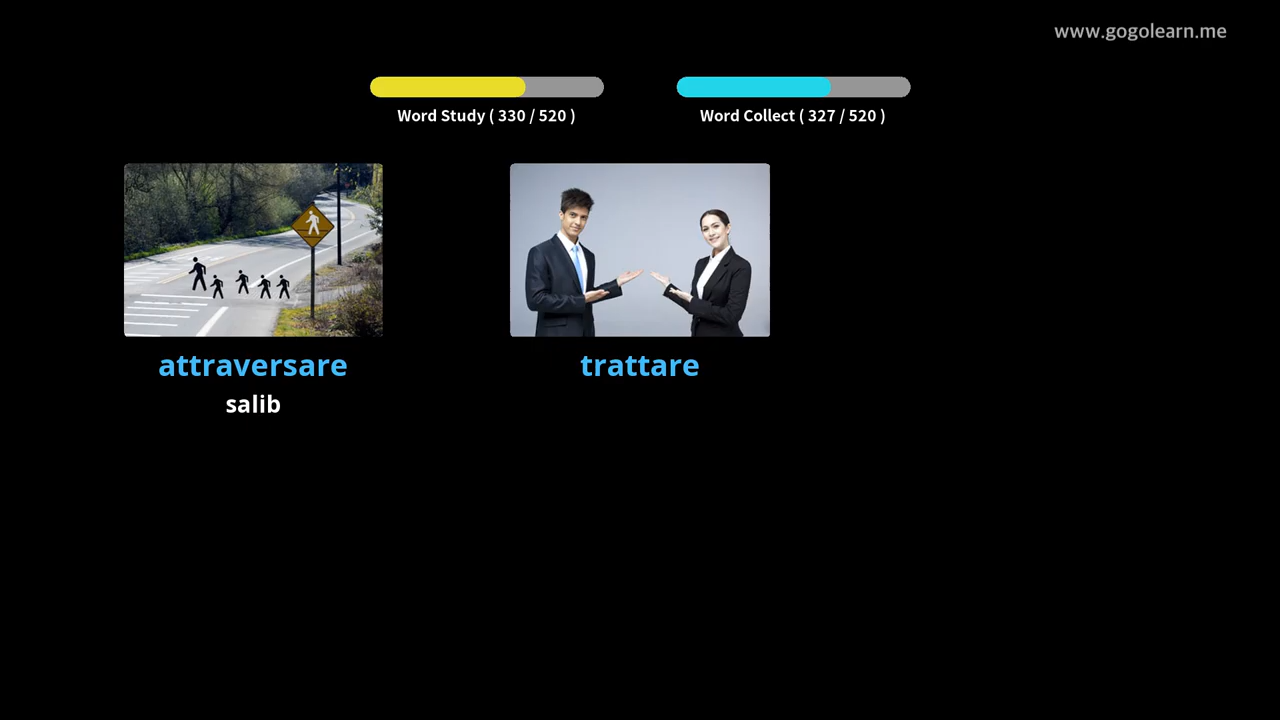 www.gogolearn.me
Word Study ( 330 / 520 )
Word Collect ( 327 / 520 )
attraversare
trattare
salib